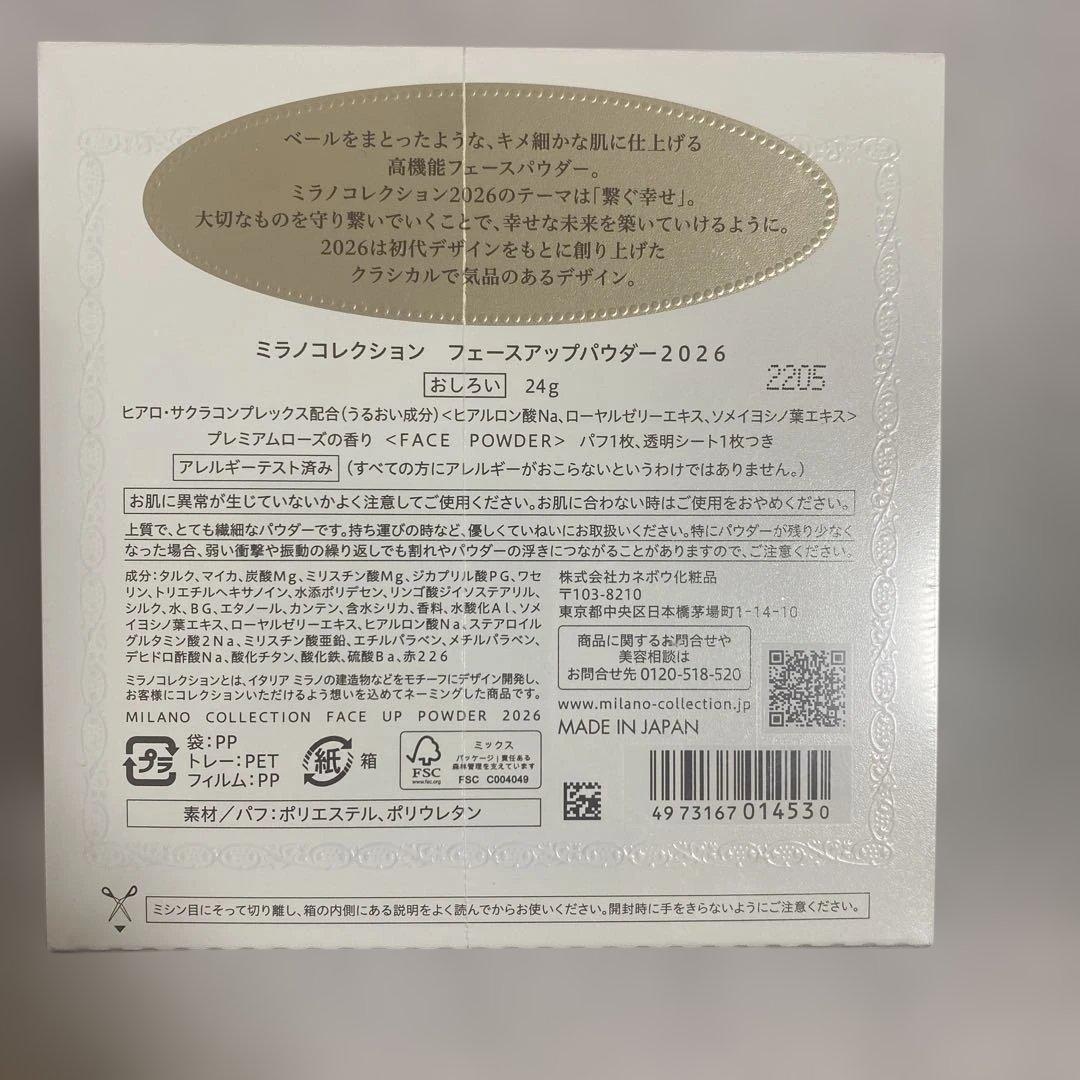 ベールをまとったような、キメ細かな肌に仕上げる
高機能フェースパウダー。
ミラノコレクション2026のテーマは「繋ぐ幸せ」。
大切なものを守り繋いでいくことで、幸せな未来を築いていけるように。
2026は初代デザインをもとに創り上げた
クラシカルで気品のあるデザイン。
ミラノコレクション　フェースアップパウダー2026
おしろい　24g
2205
ヒアロ・サクラコンプレックス配合(うるおい成分)<ヒアルロン酸Na、ローヤルゼリーエキス、ソメイヨシノ葉エキス>
プレミアムローズの香り <FACE POWDER> パフ1枚、透明シート1枚つき
アレルギーテスト済み (すべての方にアレルギーがおこらないというわけではありません。)
お肌に異常が生じていないかよく注意してご使用ください。お肌に合わない時はご使用をおやめください。
上質で、とても繊細なパウダーです。持ち運びの時など、優しくていねいにお取扱いください。特にパウダーが残り少なく
なった場合、弱い衝撃や振動の繰り返しでも割れやパウダーの浮きにつながることがありますので、ご注意ください。
成分:タルク、マイカ、炭酸Mg、ミリスチン酸Mg、ジカプリル酸PG、ワセ
リン、トリエチルヘキサノイン、水添ポリデセン、リンゴ酸ジイソステアリル、
シルク、水、BG、エタノール、カンテン、含水シリカ、香料、水酸化Al、ソメ
イヨシノ葉エキス、ローヤルゼリーエキス、ヒアルロン酸Na、ステアロイル
グルタミン酸2Na、ミリスチン酸亜鉛、エチルパラベン、メチルパラベン、
デヒドロ酢酸Na、酸化チタン、酸化鉄、硫酸Ba、赤226
ミラノコレクションとは、イタリア ミラノの建造物などをモチーフにデザイン開発し、
お客様にコレクションいただけるよう想いを込めてネーミングした商品です。
MILANO COLLECTION FACE UP POWDER 2026
プラ
袋:PP
トレー:PET
フィルム:PP
紙 箱
FSC
www.fsc.org
ミックス
パッケージ|責任ある
森林管理を支えています
FSC C004049
素材/パフ:ポリエステル、ポリウレタン
株式会社カネボウ化粧品
〒103-8210
東京都中央区日本橋茅場町1-14-10
商品に関するお問合せや
美容相談は
お問合せ先 0120-518-520
www.milano-collection.jp
MADE IN JAPAN
4973167014530
ミシン目にそって切り離し、箱の内側にある説明をよく読んでからお使いください。開封時に手をきらないようにご注意ください。